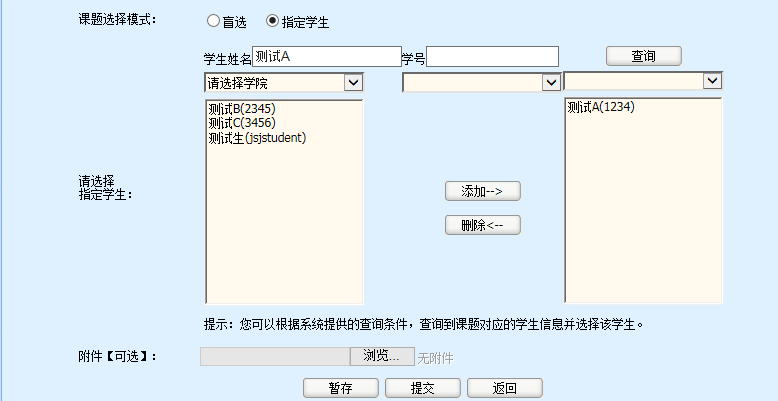 课题选择模式： 盲选 指定学生
学生姓名 测试A 学号 查询
请选择学院
测试B(2345)
测试C(3456)
测试生(jsjstudent)
测试A(1234)
请选择
指定学生：
添加-->
删除<--
提示：您可以根据系统提供的查询条件，查询到课题对应的学生信息并选择该学生。
附件【可选】： 浏览... 无附件
暂存 提交 返回